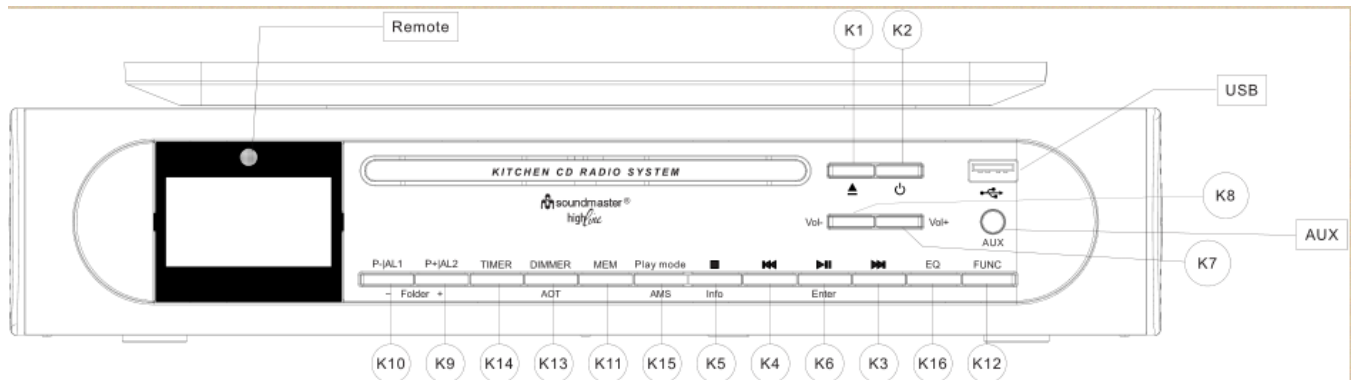 Remote
K1 K2
USB
KITCHEN CD RADIO SYSTEM
soundmaster®
highline
K8
Vol- Vol+
AUX
AUX
K7
P-|AL1 P+|AL2 TIMER DIMMER MEM Play mode EQ FUNC
− Folder + AOT AMS Info Enter
K10 K9 K14 K13 K11 K15 K5 K4 K6 K3 K16 K12